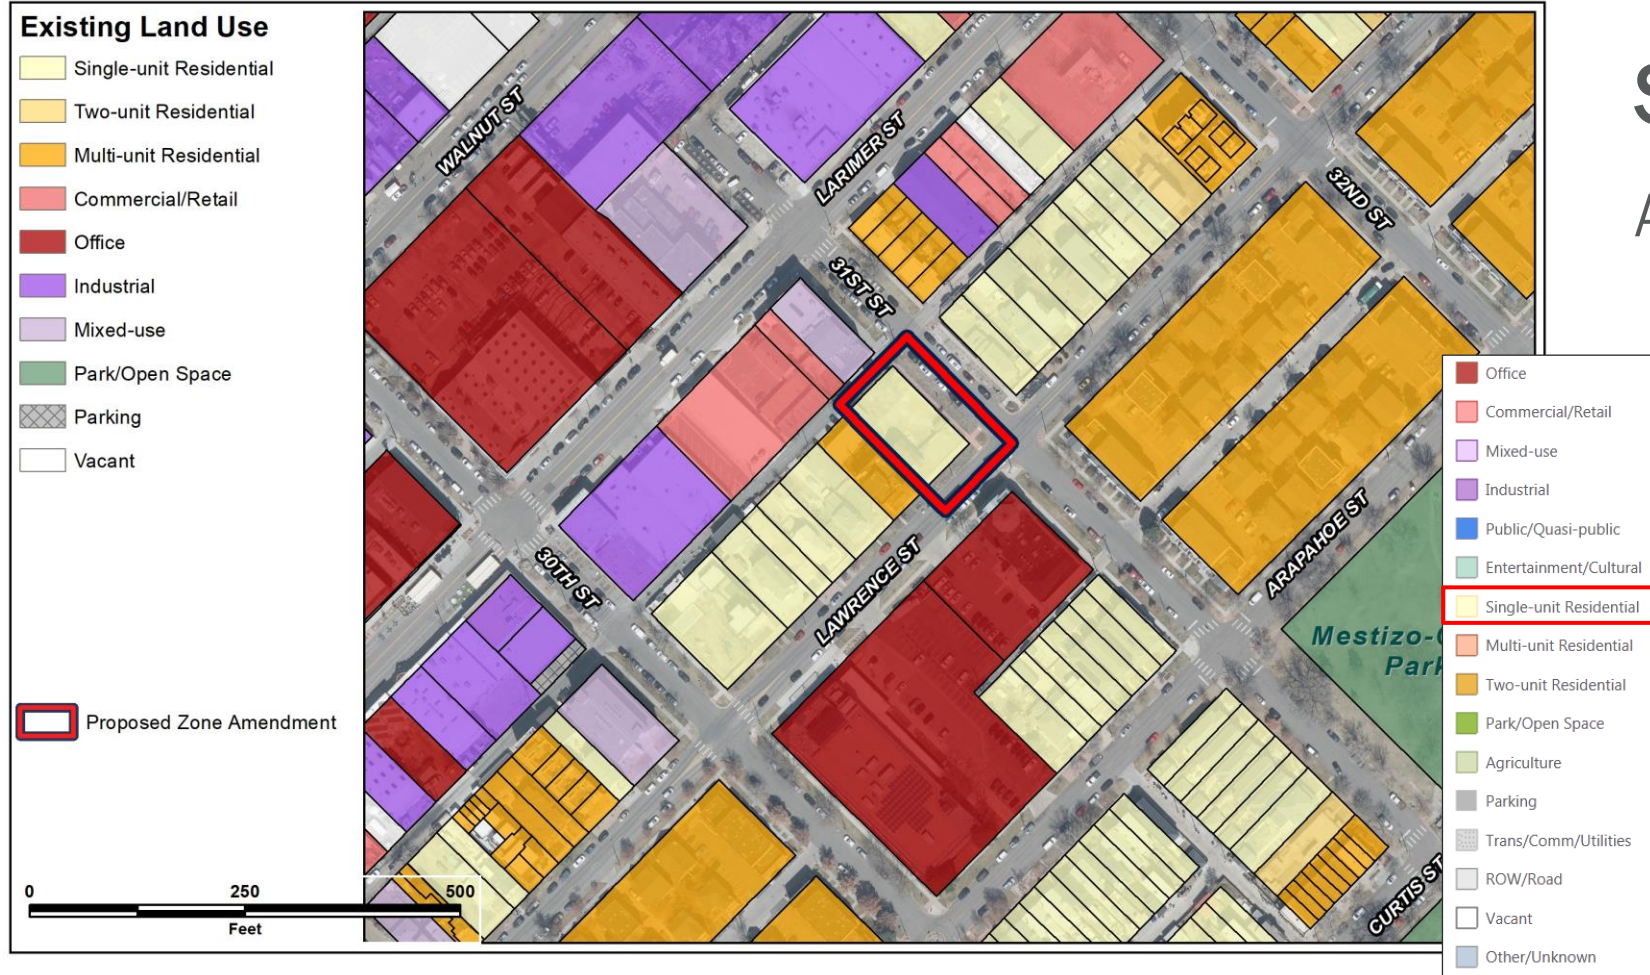 Existing Land Use
Single-unit Residential
Two-unit Residential
Multi-unit Residential
Commercial/Retail
Office
Industrial
Mixed-use
Park/Open Space
Parking
Vacant
Proposed Zone Amendment
0 250 500
Feet
WALNUT ST
LARIMER ST
31ST ST
32ND ST
30TH ST
LAWRENCE ST
ARAPAHOE ST
CURTIS ST
Mestizo-
Park
S
A
Office
Commercial/Retail
Mixed-use
Industrial
Public/Quasi-public
Entertainment/Cultural
Single-unit Residential
Multi-unit Residential
Two-unit Residential
Park/Open Space
Agriculture
Parking
Trans/Comm/Utilities
ROW/Road
Vacant
Other/Unknown